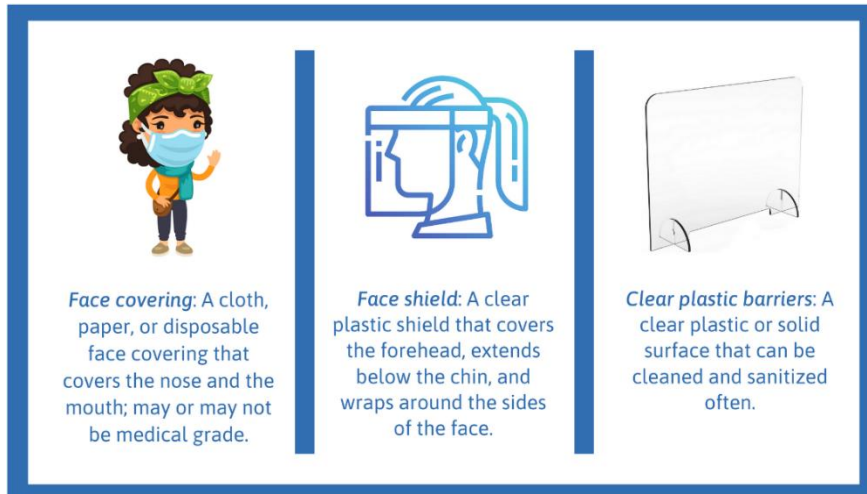 Face covering: A cloth,
paper, or disposable
face covering that
covers the nose and the
mouth; may or may not
be medical grade.
Face shield: A clear
plastic shield that covers
the forehead, extends
below the chin, and
wraps around the sides
of the face.
Clear plastic barriers: A
clear plastic or solid
surface that can be
cleaned and sanitized
often.